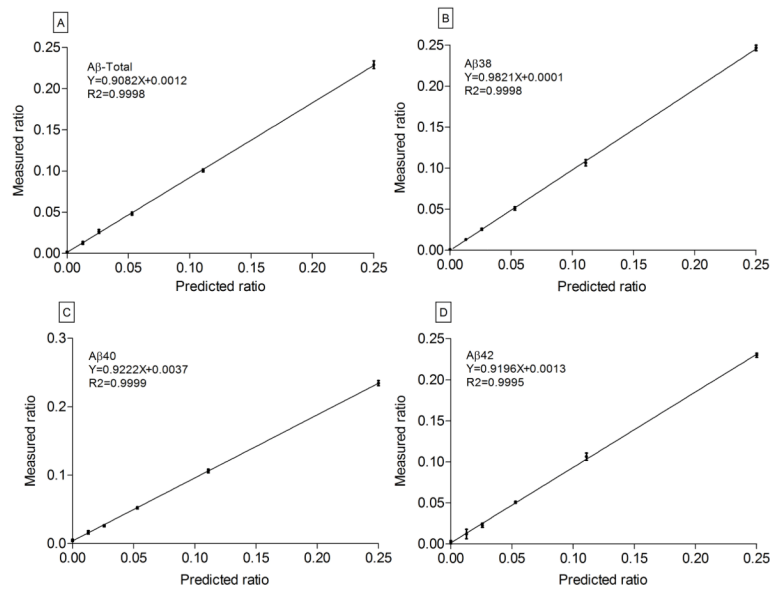 A
Aβ-Total
Y=0.9082X+0.0012
R2=0.9998
Measured ratio
0.25
0.20
0.15
0.10
0.05
0.00
0.00 0.05 0.10 0.15 0.20 0.25
Predicted ratio
B
Aβ38
Y=0.9821X+0.0001
R2=0.9998
Measured ratio
0.25
0.20
0.15
0.10
0.05
0.00
0.00 0.05 0.10 0.15 0.20 0.25
Predicted ratio
C
Aβ40
Y=0.9222X+0.0037
R2=0.9999
Measured ratio
0.3
0.2
0.1
0.0
0.00 0.05 0.10 0.15 0.20 0.25
Predicted ratio
D
Aβ42
Y=0.9196X+0.0013
R2=0.9995
Measured ratio
0.25
0.20
0.15
0.10
0.05
0.00
0.00 0.05 0.10 0.15 0.20 0.25
Predicted ratio